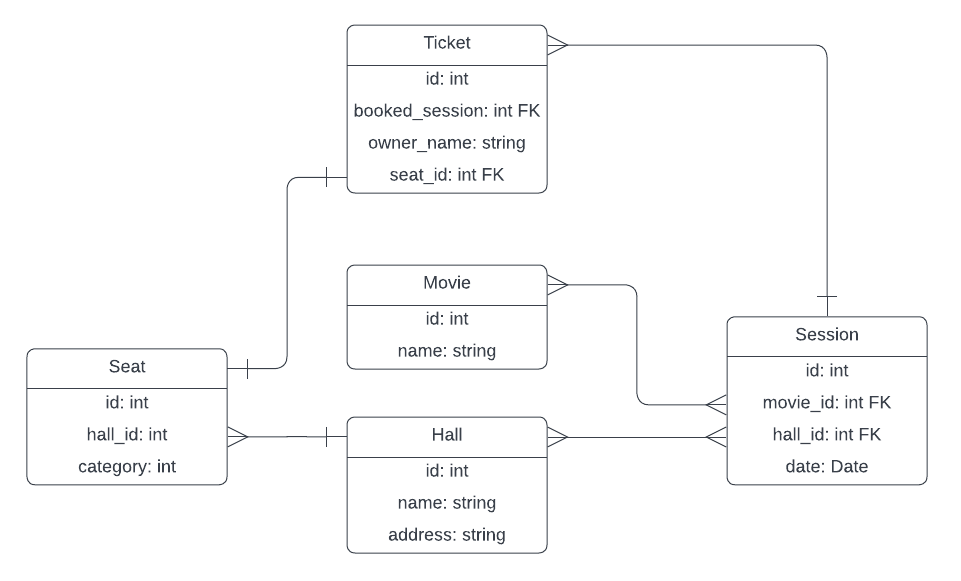 Ticket
id: int
booked_session: int FK
owner_name: string
seat_id: int FK
Movie
id: int
name: string
Seat
id: int
hall_id: int
category: int
Hall
id: int
name: string
address: string
Session
id: int
movie_id: int FK
hall_id: int FK
date: Date